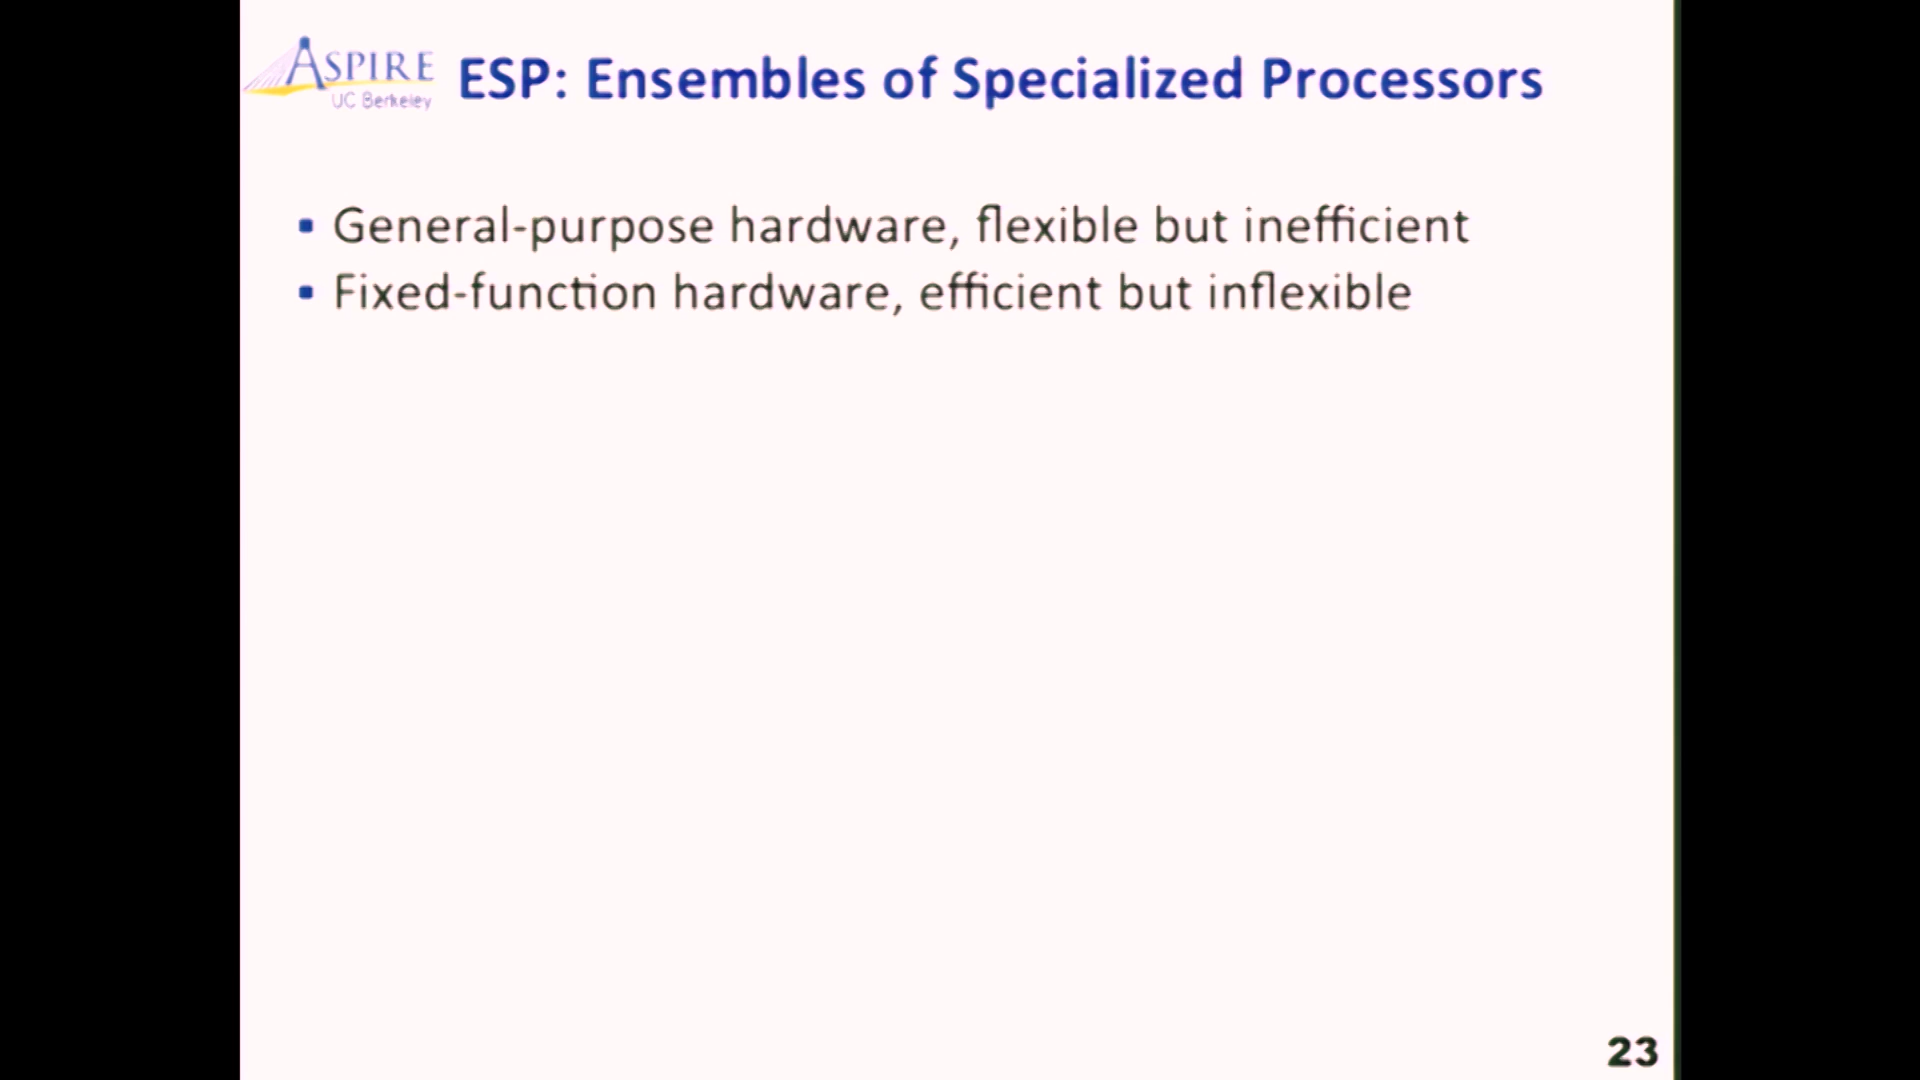 ASPIRE
UC Berkeley
ESP: Ensembles of Specialized Processors
▪ General-purpose hardware, flexible but inefficient
▪ Fixed-function hardware, efficient but inflexible
23